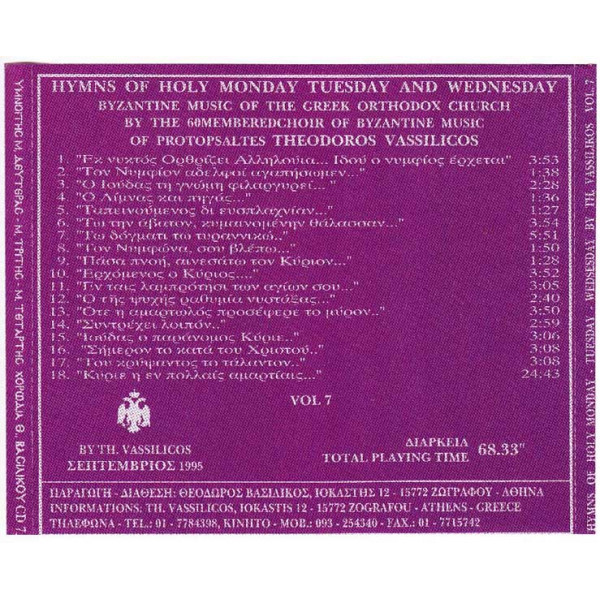 HYMNS OF HOLY MONDAY TUESDAY AND WEDNESDAY
BYZANTINE MUSIC OF THE GREEK ORTHODOX CHURCH
BY THE 60MEMBEREDCHOIR OF BYZANTINE MUSIC
OF PROTOPSALTES THEODOROS VASSILICOS
1. "Εκ νυκτός Ορθρίζει Αλληλούια... Ιδού ο νυμφίος έρχεται" 3:53
2. "Τον Νυμφίον αδελφοί αγαπήσωμεν..." 1:38
3. "Ο Ιούδας τη γνώμη φιλαργυρεί..." 2:28
4. "Ο Λίμνας και πηγάς..." 1:36
5. "Ταπεινούμενος δι ευσπλαχνίαν..." 1:27
6. "Τω την άβατον, κυμαινομένην θάλασσαν..." 3:54
7. "Τω δόγματι τω τυραννικώ.." 5:51
8. "Τον Νυμφώνα, σου βλέπω..." 1:50
9. "Πάσα πνοή, αινεσάτω τον Κύριον..." 1:28
10. "Ερχόμενος ο Κύριος...." 3:52
11. "Εν ταις λαμπρότησι των αγίων σου..." 3:05
12. "Ο τής ψυχής ραθυμία νυστάξας..." 2:40
13. "Ότε η αμαρτωλός προσέφερε το μύρον.." 3:50
14. "Συντρέχει λοιπόν.." 2:59
15. "Ιούδας ο παράνομος Κύριε.." 3:06
16. "Σήμερον το κατά του Χριστού.." 3:08
17. "Του κρύψαντος το τάλαντον.." 3:08
18. "Κύριε η εν πολλαίς αμαρτίαις..." 24:43
VOL 7
BY TH. VASSILICOS
ΣΕΠΤΕΜΒΡΙΟΣ 1995
ΔΙΑΡΚΕΙΑ
TOTAL PLAYING TIME 68.33"
ΠΑΡΑΓΩΓΗ - ΔΙΑΘΕΣΗ: ΘΕΟΔΩΡΟΣ ΒΑΣΙΛΙΚΟΣ, ΙΟΚΑΣΤΗΣ 12 - 15772 ΖΩΓΡΑΦΟΥ - ΑΘΗΝΑ
INFORMATIONS: TH. VASSILICOS, IOKASTIS 12 - 15772 ZOGRAFOU - ATHENS - GREECE
ΤΗΛΕΦΩΝΑ - TEL.: 01 - 7784398, ΚΙΝΗΤΟ - MOB.: 093 - 254340 - FAX.: 01 - 7715742
ΥΜΝΟΙ ΤΗΣ Μ. ΔΕΥΤΕΡΑΣ - Μ. ΤΡΙΤΗΣ - Μ. ΤΕΤΑΡΤΗΣ ΧΟΡΩΔΙΑ Θ. ΒΑΣΙΛΙΚΟΥ CD 7
HYMNS OF HOLY MONDAY - TUESDAY - WEDSESDAY BY TH. VASSILIKOS VOL. 7